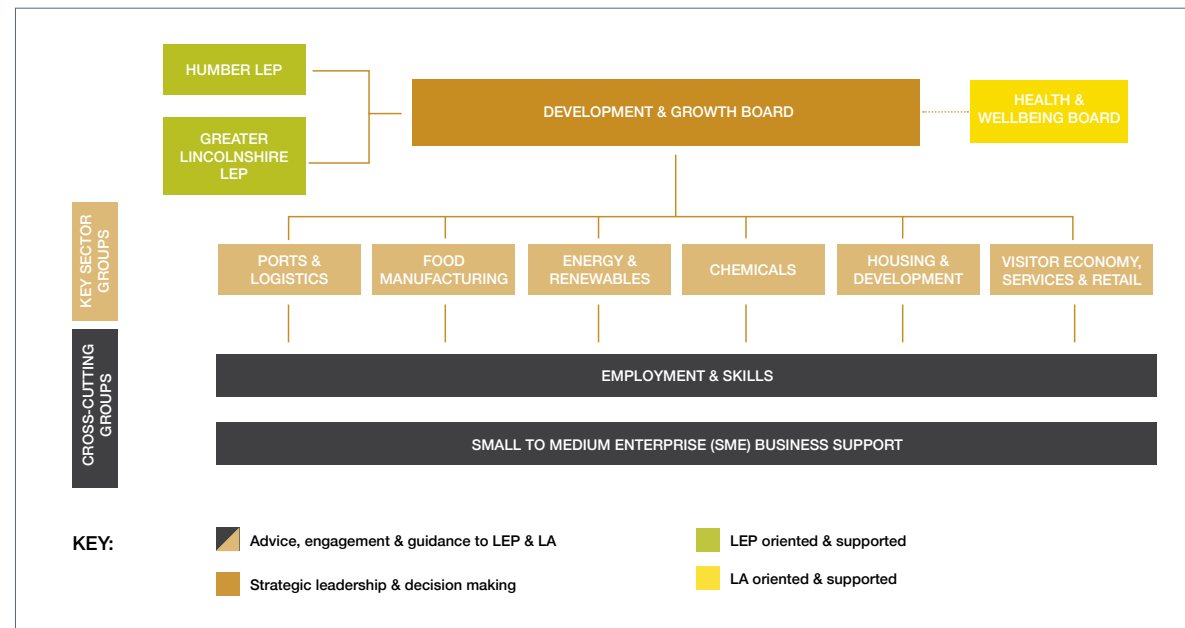 HUMBER LEP
GREATER
LINCOLNSHIRE
LEP
DEVELOPMENT & GROWTH BOARD
HEALTH &
WELLBEING BOARD
KEY SECTOR
GROUPS
PORTS &
LOGISTICS
FOOD
MANUFACTURING
ENERGY &
RENEWABLES
CHEMICALS
HOUSING &
DEVELOPMENT
VISITOR ECONOMY,
SERVICES & RETAIL
CROSS-CUTTING
GROUPS
EMPLOYMENT & SKILLS
SMALL TO MEDIUM ENTERPRISE (SME) BUSINESS SUPPORT
KEY:
Advice, engagement & guidance to LEP & LA
Strategic leadership & decision making
LEP oriented & supported
LA oriented & supported